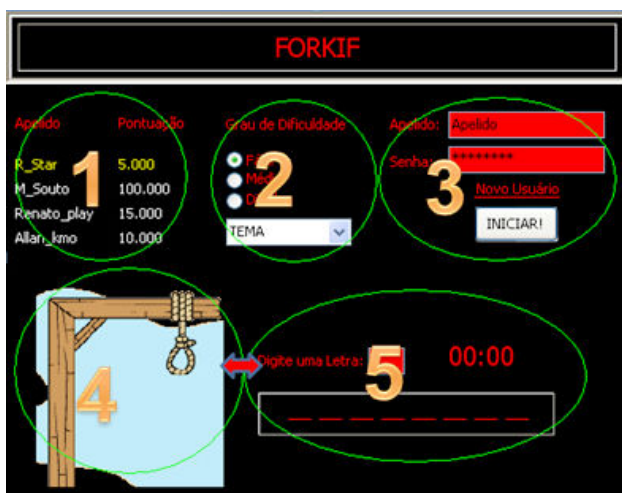 FORKIF
Apelido Pontuação
R_Star 5.000
M_Souto 100.000
Renato_play 15.000
Allan_kmo 10.000
1
Grau de Dificuldade
TEMA
2
Apelido: Apelido
Senha: ********
Novo Usuário
INICIAR!
3
4
Digite uma Letra: 00:00
5
_ _ _ _ _ _ _ _ _